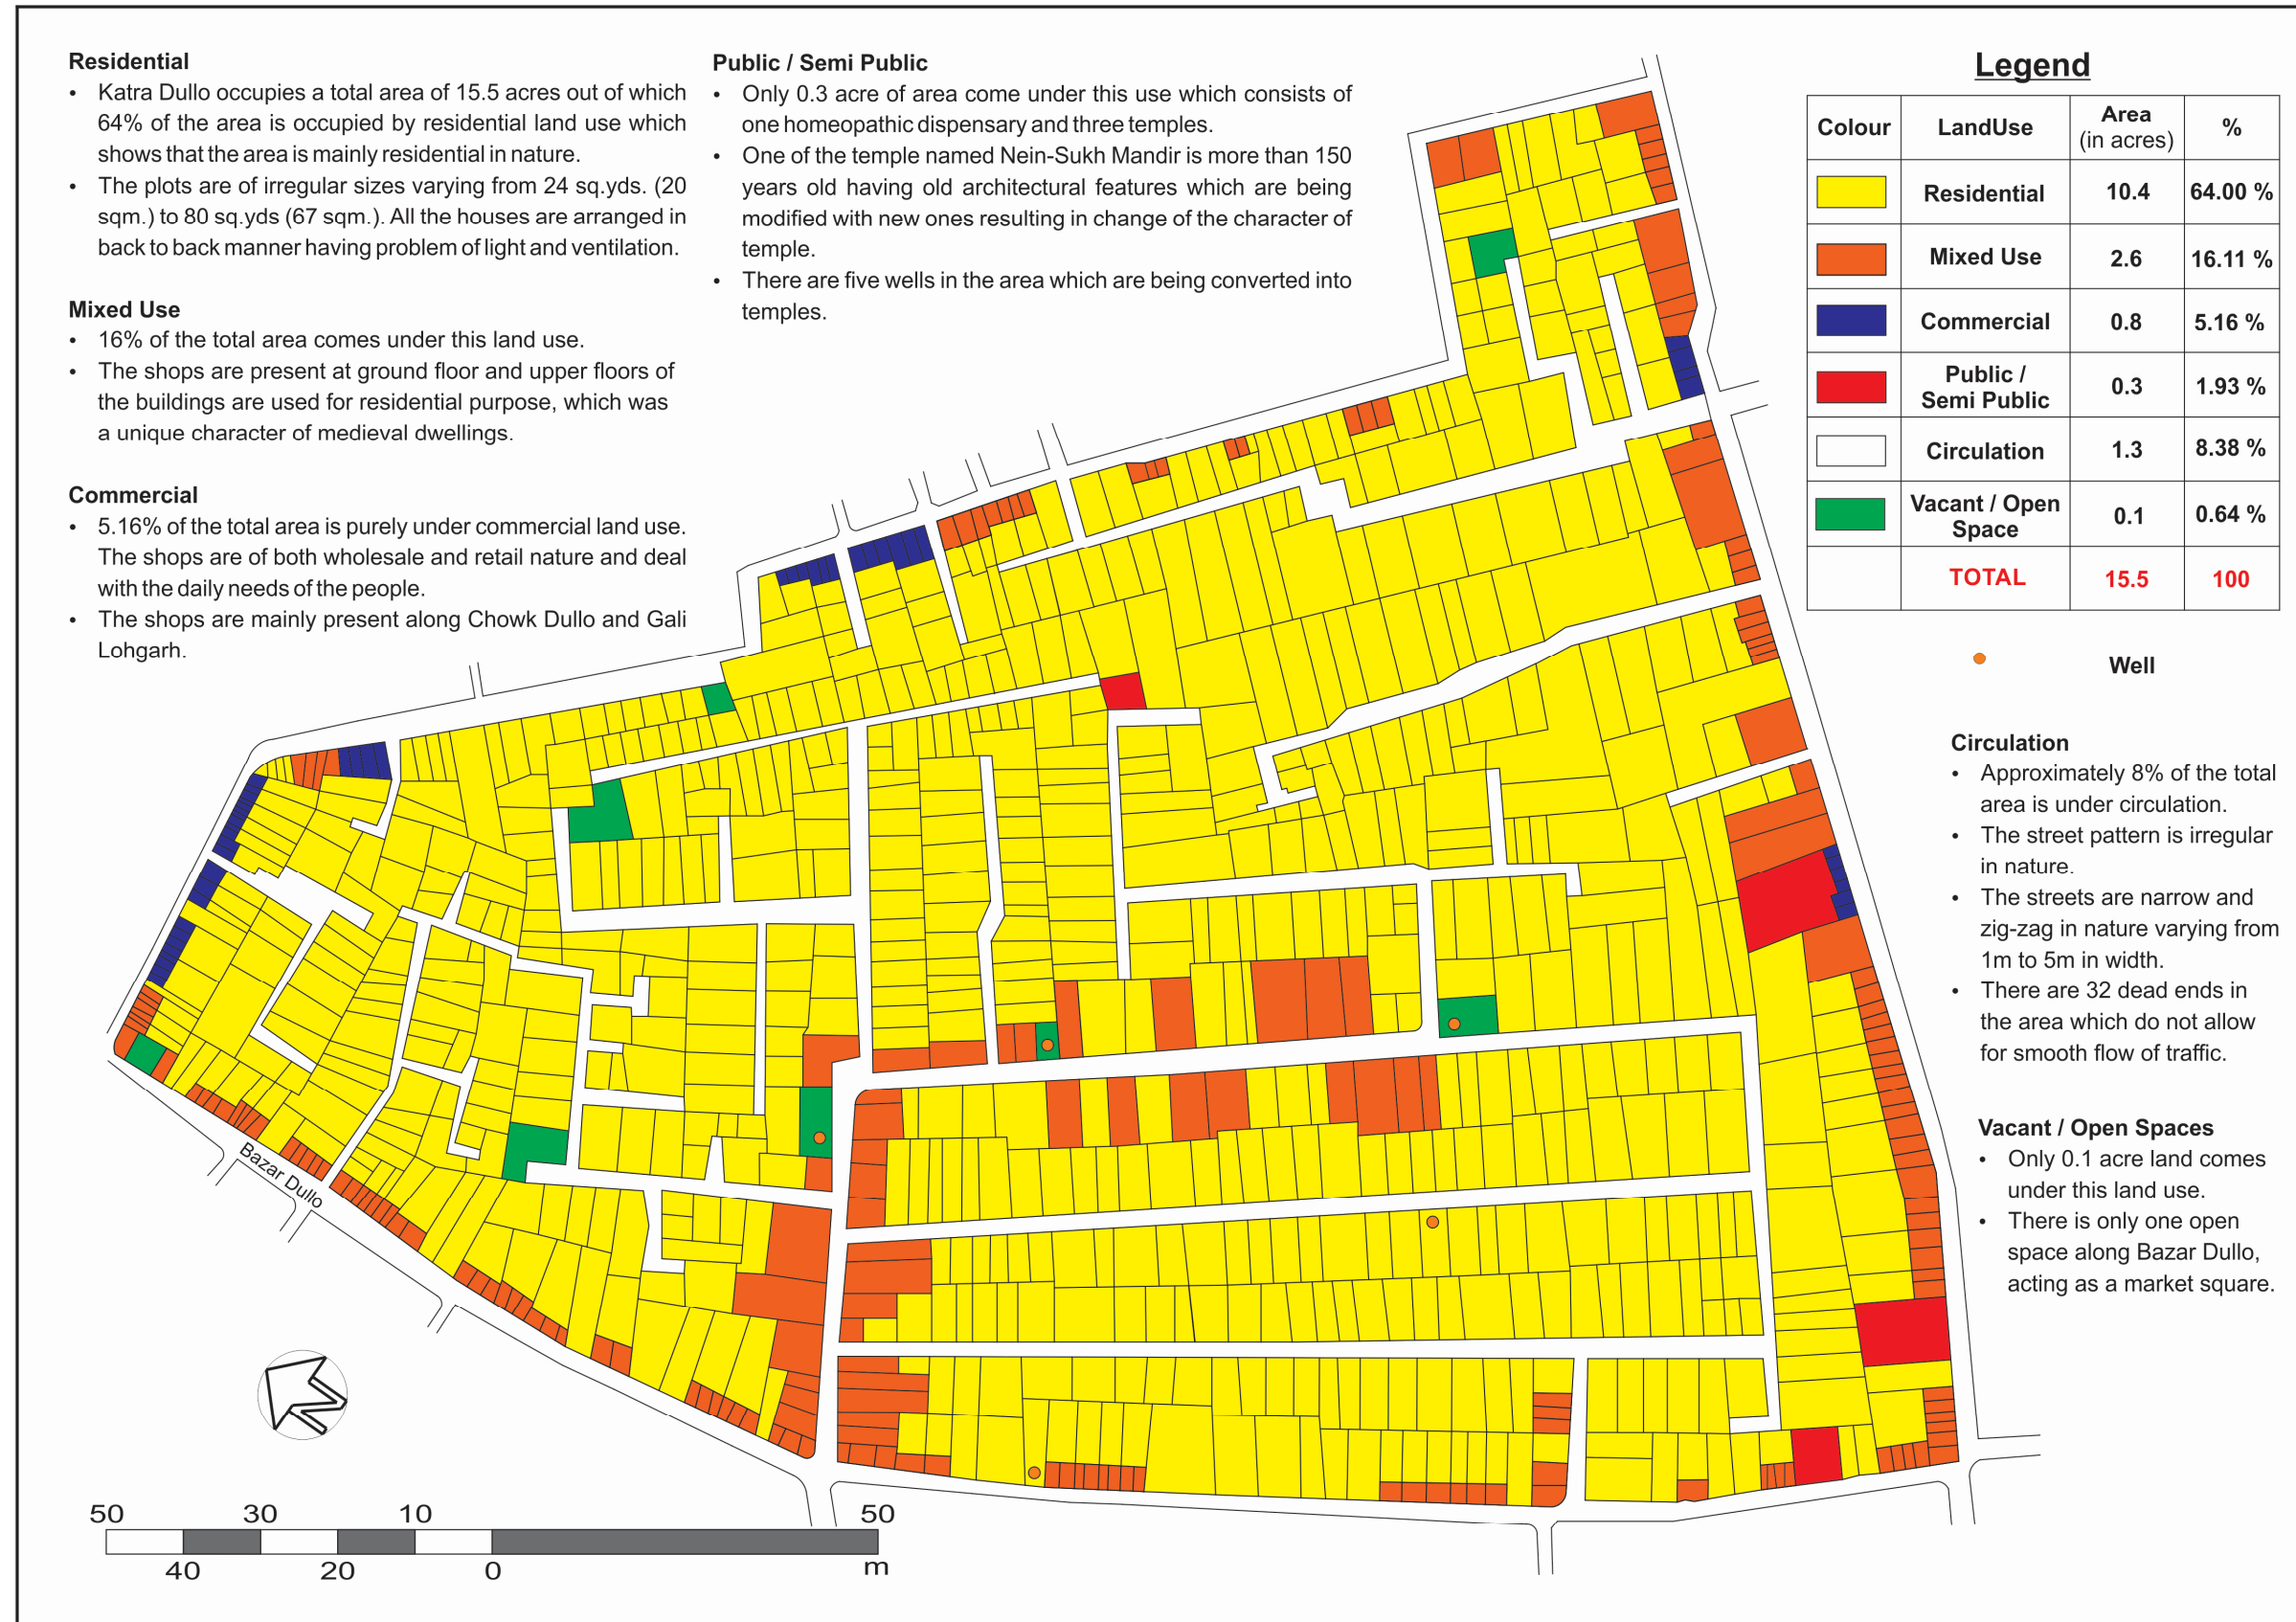 Residential
• Katra Dullo occupies a total area of 15.5 acres out of which
64% of the area is occupied by residential land use which
shows that the area is mainly residential in nature.
• The plots are of irregular sizes varying from 24 sq.yds. (20
sqm.) to 80 sq.yds (67 sqm.). All the houses are arranged in
back to back manner having problem of light and ventilation.
Mixed Use
• 16% of the total area comes under this land use.
• The shops are present at ground floor and upper floors of
the buildings are used for residential purpose, which was
a unique character of medieval dwellings.
Commercial
• 5.16% of the total area is purely under commercial land use.
The shops are of both wholesale and retail nature and deal
with the daily needs of the people.
• The shops are mainly present along Chowk Dullo and Gali
Lohgarh.
Public / Semi Public
• Only 0.3 acre of area come under this use which consists of
one homeopathic dispensary and three temples.
• One of the temple named Nein-Sukh Mandir is more than 150
years old having old architectural features which are being
modified with new ones resulting in change of the character of
temple.
• There are five wells in the area which are being converted into
temples.
Legend
Colour LandUse Area (in acres) %
Residential 10.4 64.00 %
Mixed Use 2.6 16.11 %
Commercial 0.8 5.16 %
Public / Semi Public 0.3 1.93 %
Circulation 1.3 8.38 %
Vacant / Open Space 0.1 0.64 %
TOTAL 15.5 100
Well
Circulation
• Approximately 8% of the total
area is under circulation.
• The street pattern is irregular
in nature.
• The streets are narrow and
zig-zag in nature varying from
1m to 5m in width.
• There are 32 dead ends in
the area which do not allow
for smooth flow of traffic.
Vacant / Open Spaces
• Only 0.1 acre land comes
under this land use.
• There is only one open
space along Bazar Dullo,
acting as a market square.
Bazar Dullo
50 30 10 50
40 20 0 m